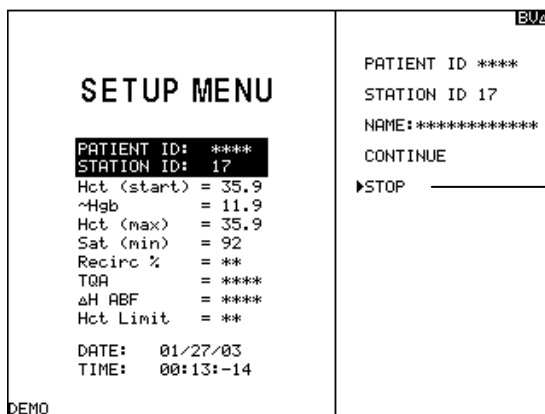 BV△
SETUP MENU
PATIENT ID: ****
STATION ID: 17
Hct (start) = 35.9
~Hgb = 11.9
Hct (max) = 35.9
Sat (min) = 92
Recirc % = **
TQA = ****
△H ABF = ****
Hct Limit = **
DATE: 01/27/03
TIME: 00:13:-14
DEMO
PATIENT ID ****
STATION ID 17
NAME:************
CONTINUE
▶STOP